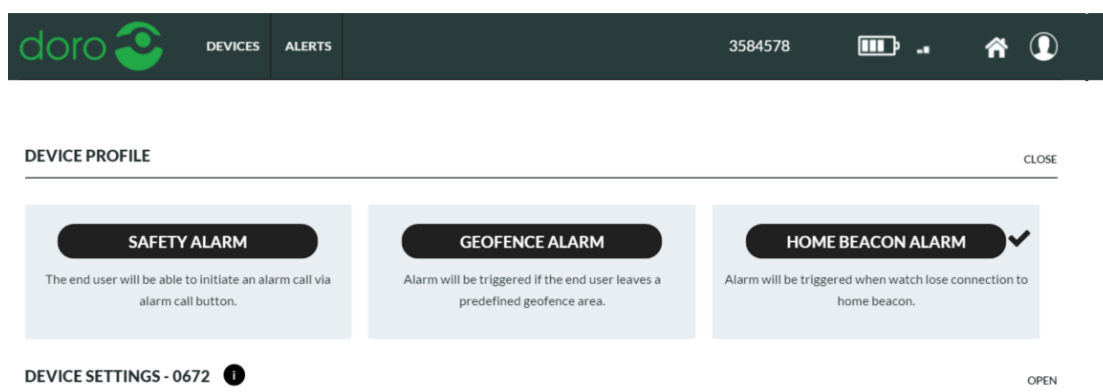 doro DEVICES ALERTS 3584578
DEVICE PROFILE CLOSE
SAFETY ALARM
The end user will be able to initiate an alarm call via
alarm call button.
GEOFENCE ALARM
Alarm will be triggered if the end user leaves a
predefined geofence area.
HOME BEACON ALARM
Alarm will be triggered when watch lose connection to
home beacon.
DEVICE SETTINGS - 0672 i OPEN